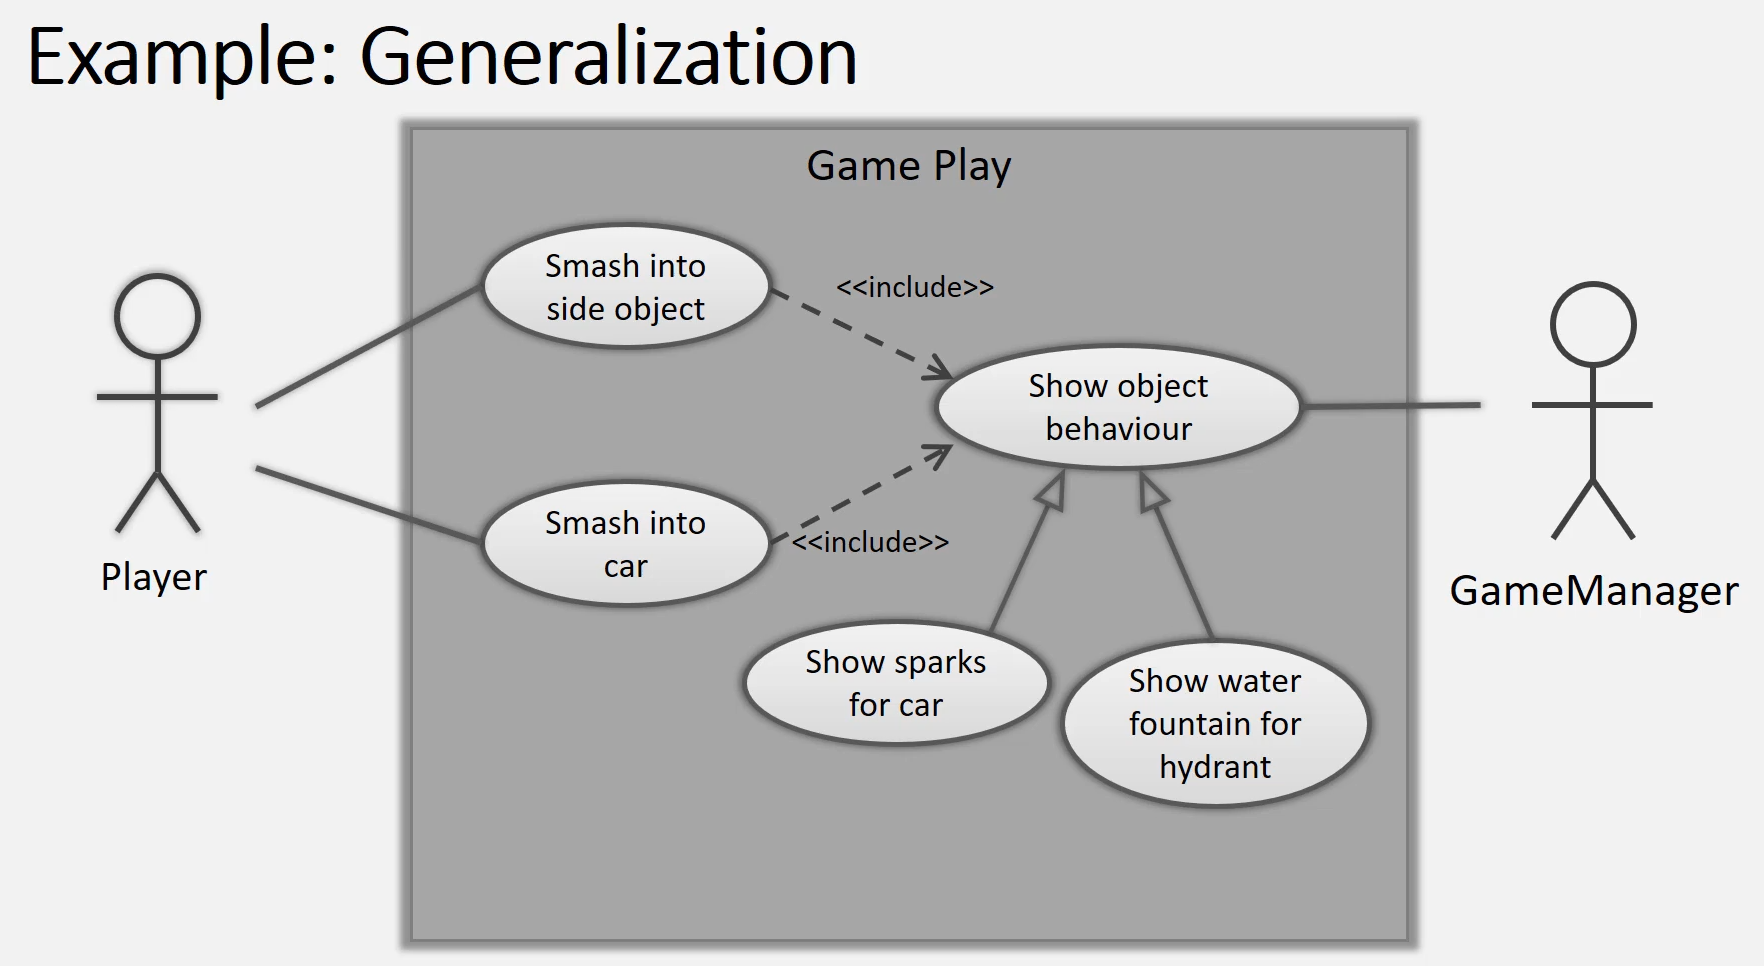 Example: Generalization
Game Play
Smash into
side object
<<include>>
Show object
behaviour
Smash into
car
<<include>>
Player
GameManager
Show sparks
for car
Show water
fountain for
hydrant